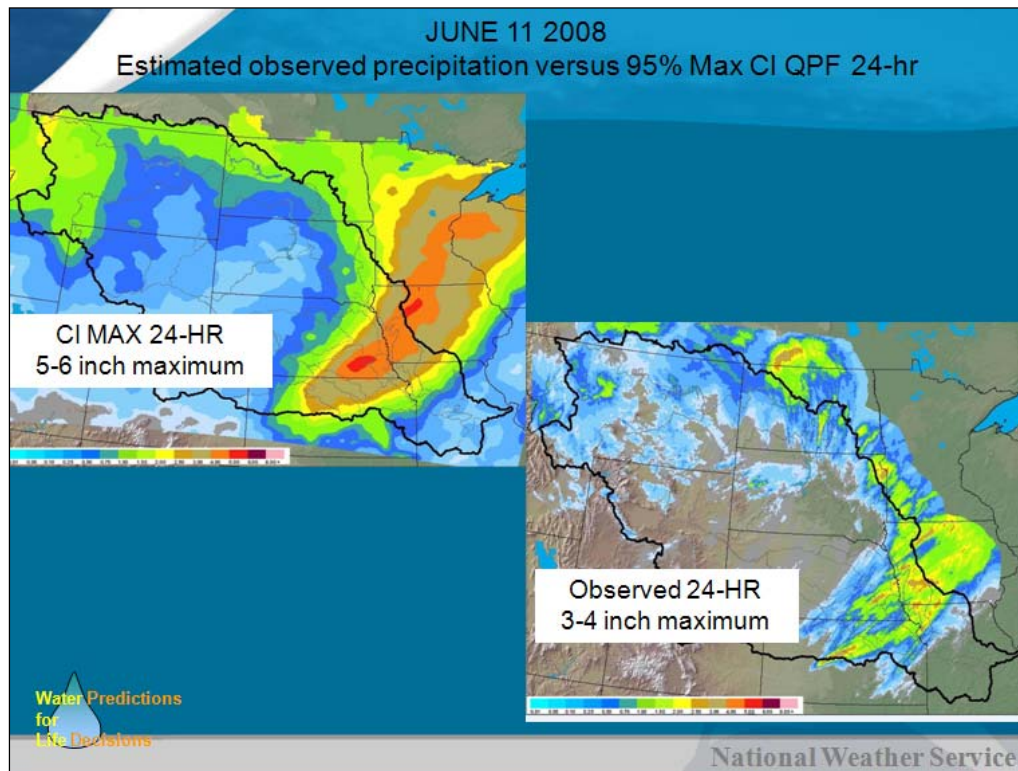 JUNE 11 2008
Estimated observed precipitation versus 95% Max CI QPF 24-hr
CI MAX 24-HR
5-6 inch maximum
Observed 24-HR
3-4 inch maximum
Water Predictions
for
Life Decisions
National Weather Service